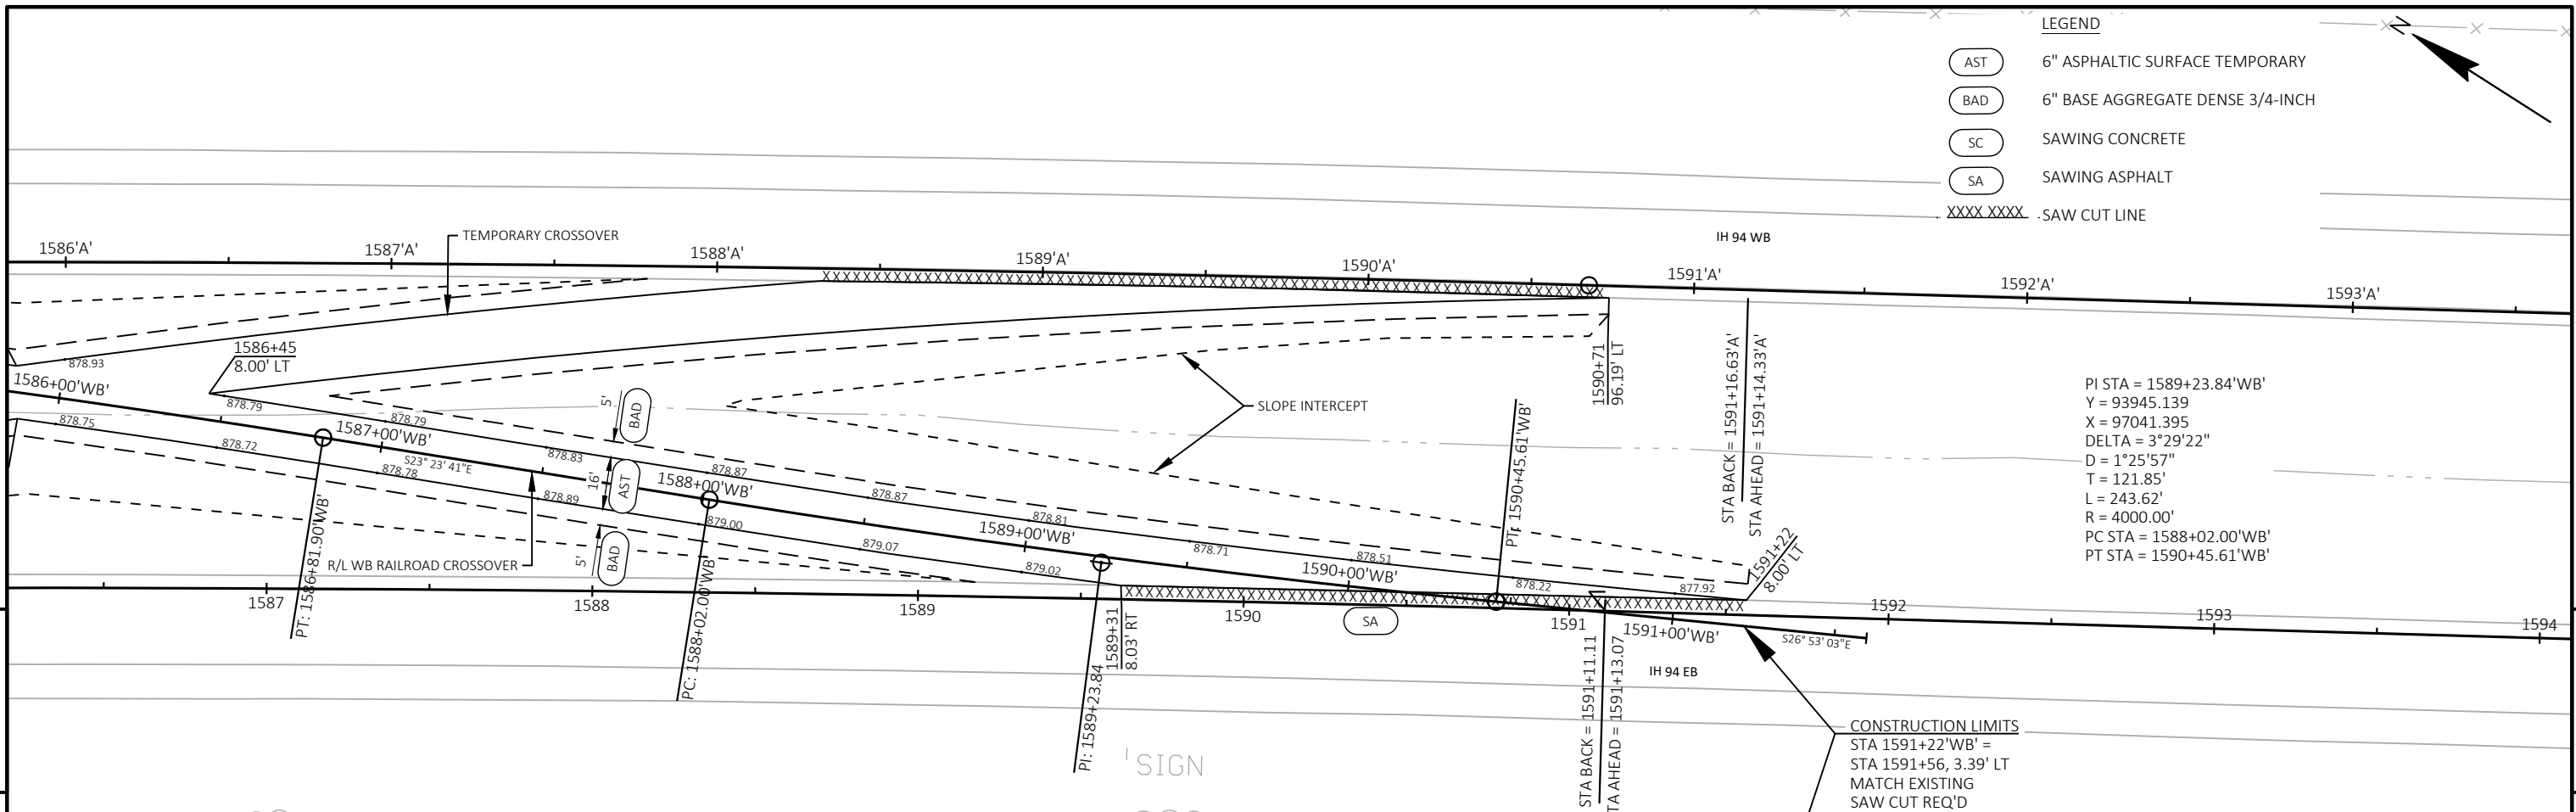 LEGEND
AST 6" ASPHALTIC SURFACE TEMPORARY
BAD 6" BASE AGGREGATE DENSE 3/4-INCH
SC SAWING CONCRETE
SA SAWING ASPHALT
XXXX XXXX SAW CUT LINE
N
IH 94 WB
TEMPORARY CROSSOVER
1586'A' 1587'A' 1588'A' 1589'A' 1590'A' 1591'A' 1592'A' 1593'A'
1586+45
8.00' LT
878.93
1586+00'WB'
878.79 878.79 878.83 878.87 878.87 878.81 878.71 878.51 878.22 877.92
1587+00'WB'
S23° 23' 41"E
1588+00'WB'
1589+00'WB'
1590+00'WB'
1591+00'WB'
S26° 53' 03"E
878.75 878.72 878.78 878.89 879.00 879.07 879.02
5' BAD
16' AST
5' BAD
SLOPE INTERCEPT
1590+71
96.19' LT
STA BACK = 1591+16.63'A'
STA AHEAD = 1591+14.33'A'
PT: 1590+45.61'WB'
1591+22
8.00' LT
PI STA = 1589+23.84'WB'
Y = 93945.139
X = 97041.395
DELTA = 3°29'22"
D = 1°25'57"
T = 121.85'
L = 243.62'
R = 4000.00'
PC STA = 1588+02.00'WB'
PT STA = 1590+45.61'WB'
R/L WB RAILROAD CROSSOVER
PT: 1586+81.90'WB'
PC: 1588+02.00'WB'
PI: 1589+23.84
1589+31
8.03' RT
1587 1588 1589 1590 1591 1592 1593 1594
SA
STA BACK = 1591+11.11
TA AHEAD = 1591+13.07
IH 94 EB
CONSTRUCTION LIMITS
STA 1591+22'WB' =
STA 1591+56, 3.39' LT
MATCH EXISTING
SAW CUT REQ'D
'SIGN